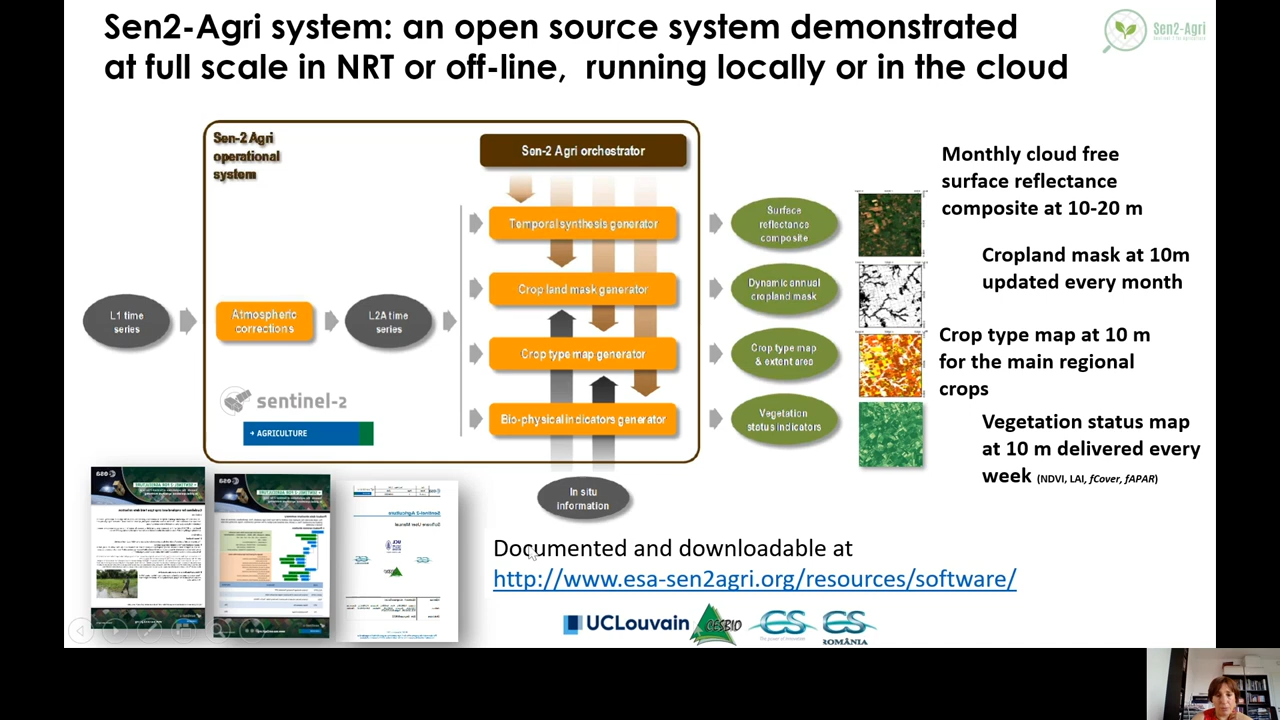 Sen2-Agri system: an open source system demonstrated
at full scale in NRT or off-line, running locally or in the cloud
Sen2-Agri
Sen-2 Agri
operational
system
Sen-2 Agri orchestrator
Temporal synthesis generator
Crop land mask generator
Crop type map generator
Bio-physical indicators generator
L1 time
series
Atmospheric
corrections
L2A time
series
Surface
reflectance
composite
Dynamic annual
cropland mask
Crop type map
& extent area
Vegetation
status indicators
Monthly cloud free
surface reflectance
composite at 10-20 m
Cropland mask at 10m
updated every month
Crop type map at 10 m
for the main regional
crops
Vegetation status map
at 10 m delivered every
week (NDVI, LAI, fCover, fAPAR)
sentinel-2
+ AGRICULTURE
In situ
information
Documented and downloadable at
http://www.esa-sen2agri.org/resources/software/
UCLouvain
CESBIO
CS
CS
ROMÂNIA